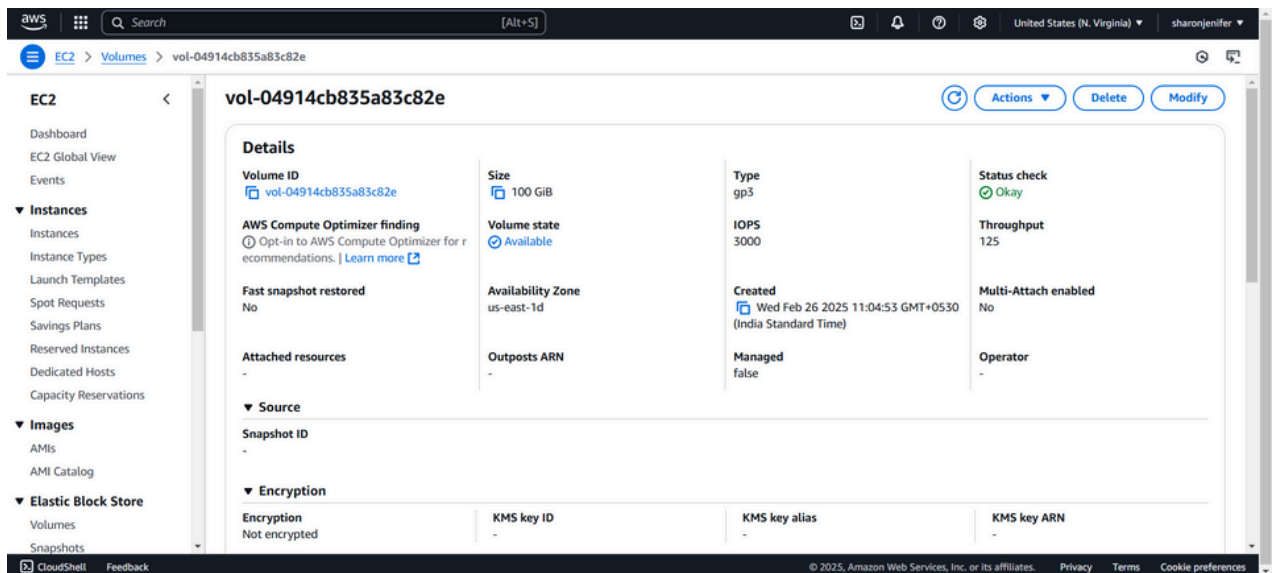 aws
Search
[Alt+S]
United States (N. Virginia) ▼
sharonjenifer ▼
EC2 > Volumes > vol-04914cb835a83c82e
EC2
Dashboard
EC2 Global View
Events
▼ Instances
Instances
Instance Types
Launch Templates
Spot Requests
Savings Plans
Reserved Instances
Dedicated Hosts
Capacity Reservations
▼ Images
AMIs
AMI Catalog
▼ Elastic Block Store
Volumes
Snapshots
vol-04914cb835a83c82e
Actions ▼
Delete
Modify
Details
Volume ID
vol-04914cb835a83c82e
Size
100 GiB
Type
gp3
Status check
Okay
AWS Compute Optimizer finding
Opt-in to AWS Compute Optimizer for r
ecommendations. | Learn more
Volume state
Available
IOPS
3000
Throughput
125
Fast snapshot restored
No
Availability Zone
us-east-1d
Created
Wed Feb 26 2025 11:04:53 GMT+0530
(India Standard Time)
Multi-Attach enabled
No
Attached resources
-
Outposts ARN
-
Managed
false
Operator
-
▼ Source
Snapshot ID
-
▼ Encryption
Encryption
Not encrypted
KMS key ID
-
KMS key alias
-
KMS key ARN
-
CloudShell
Feedback
© 2025, Amazon Web Services, Inc. or its affiliates.
Privacy
Terms
Cookie preferences